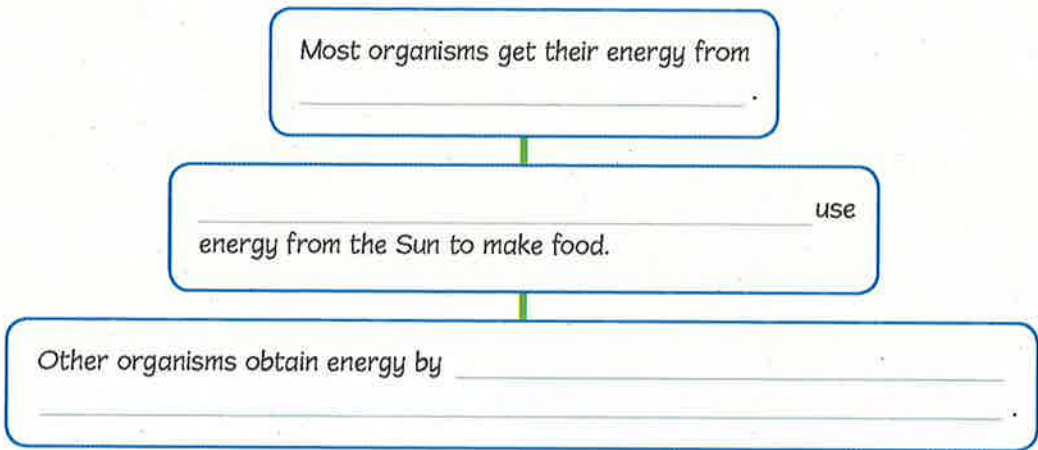 Most organisms get their energy from
.
use
energy from the Sun to make food.
Other organisms obtain energy by
.